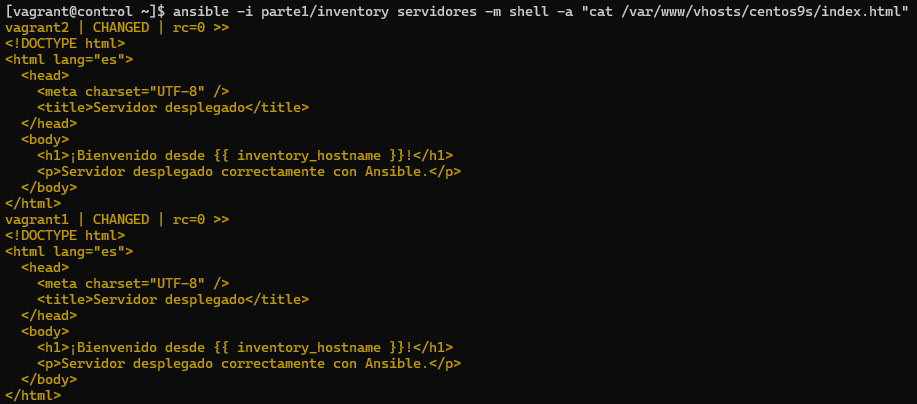 [vagrant@control ~]$ ansible -i parte1/inventory servidores -m shell -a "cat /var/www/vhosts/centos9s/index.html"
vagrant2 | CHANGED | rc=0 >>
<!DOCTYPE html>
<html lang="es">
  <head>
    <meta charset="UTF-8" />
    <title>Servidor desplegado</title>
  </head>
  <body>
    <h1>¡Bienvenido desde {{ inventory_hostname }}!</h1>
    <p>Servidor desplegado correctamente con Ansible.</p>
  </body>
</html>
vagrant1 | CHANGED | rc=0 >>
<!DOCTYPE html>
<html lang="es">
  <head>
    <meta charset="UTF-8" />
    <title>Servidor desplegado</title>
  </head>
  <body>
    <h1>¡Bienvenido desde {{ inventory_hostname }}!</h1>
    <p>Servidor desplegado correctamente con Ansible.</p>
  </body>
</html>